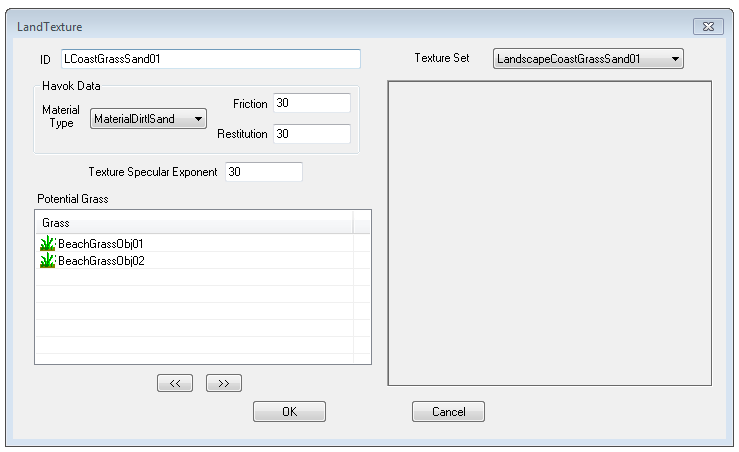 LandTexture
ID LCoastGrassSand01
Texture Set LandscapeCoastGrassSand01
Havok Data
Material Type MaterialDirtlSand
Friction 30
Restitution 30
Texture Specular Exponent 30
Potential Grass
Grass
BeachGrassObj01
BeachGrassObj02
<< >>
OK Cancel